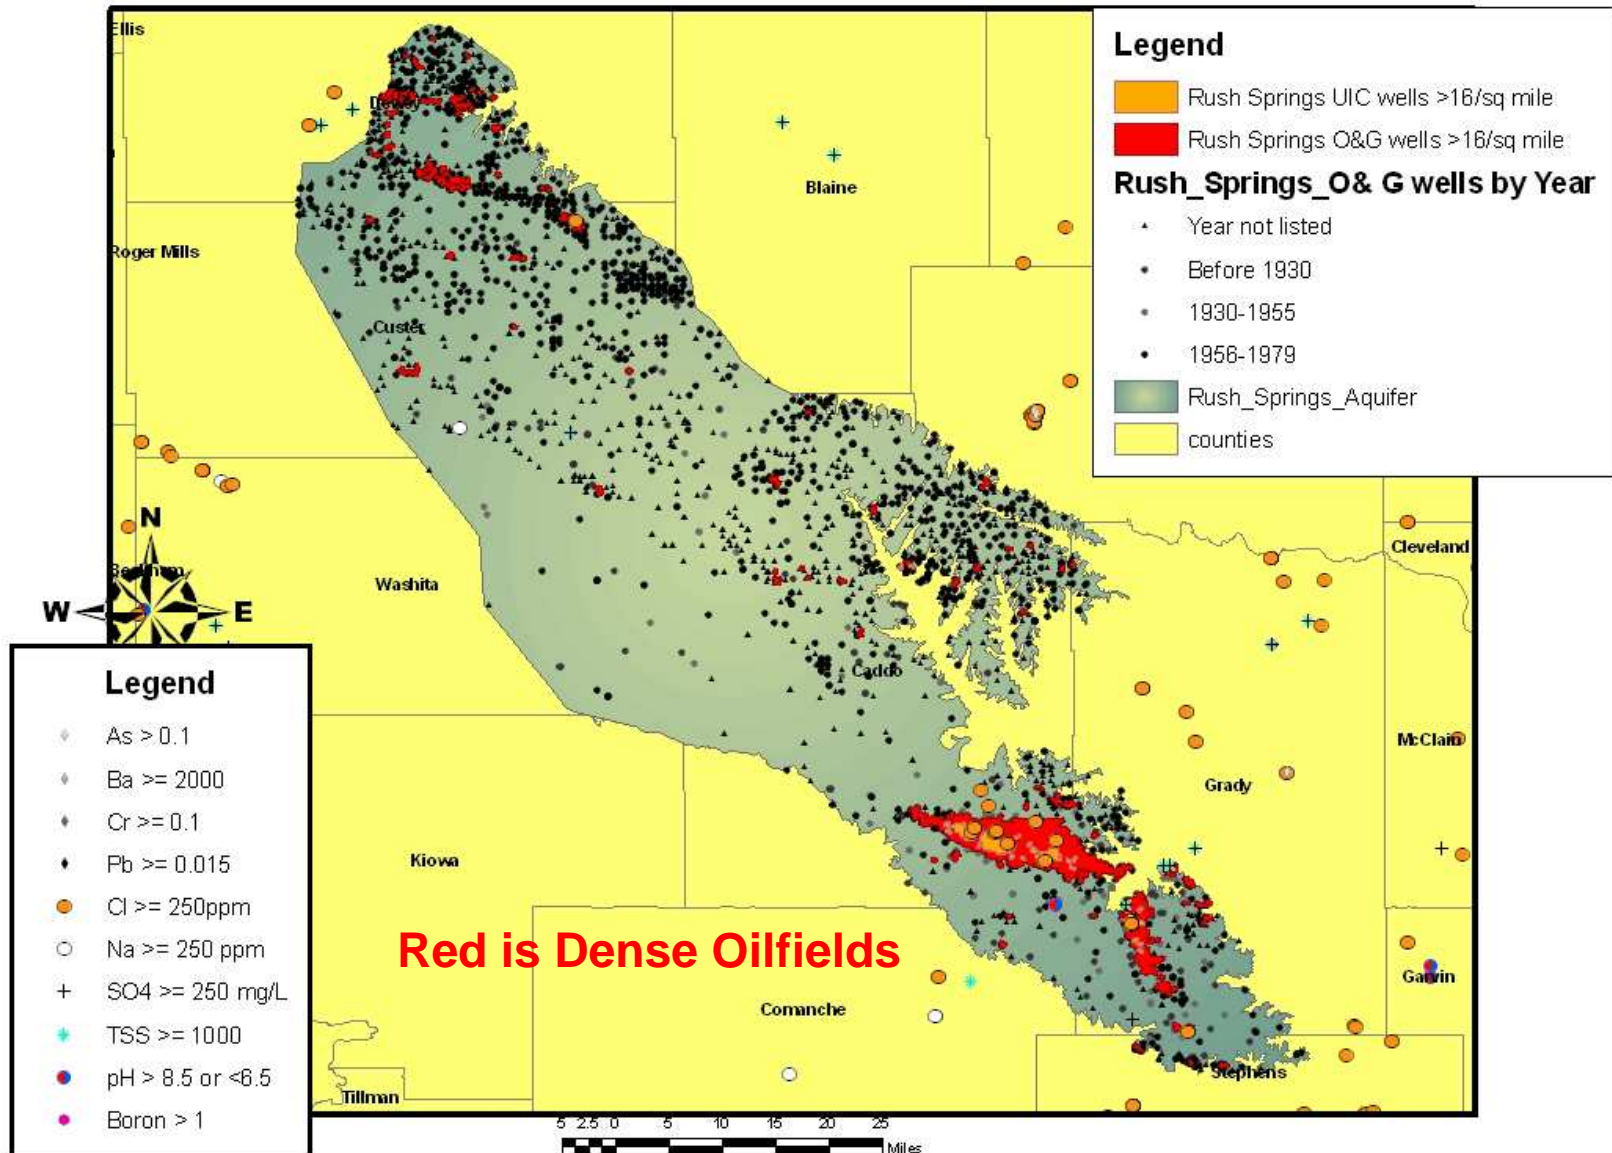 Ellis
Dewey
Blaine
Roger Mills
Custer
Washita
Caddo
Kiowa
Comanche
Tillman
Grady
McClain
Cleveland
Garvin
Stephens
Legend
Rush Springs UIC wells >16/sq mile
Rush Springs O&G wells >16/sq mile
Rush_Springs_O& G wells by Year
Year not listed
Before 1930
1930-1955
1956-1979
Rush_Springs_Aquifer
counties
N
W E
Legend
As > 0.1
Ba >= 2000
Cr >= 0.1
Pb >= 0.015
Cl >= 250ppm
Na >= 250 ppm
SO4 >= 250 mg/L
TSS >= 1000
pH > 8.5 or <6.5
Boron > 1
Red is Dense Oilfields
5 2.5 0 5 10 15 20 25
Miles